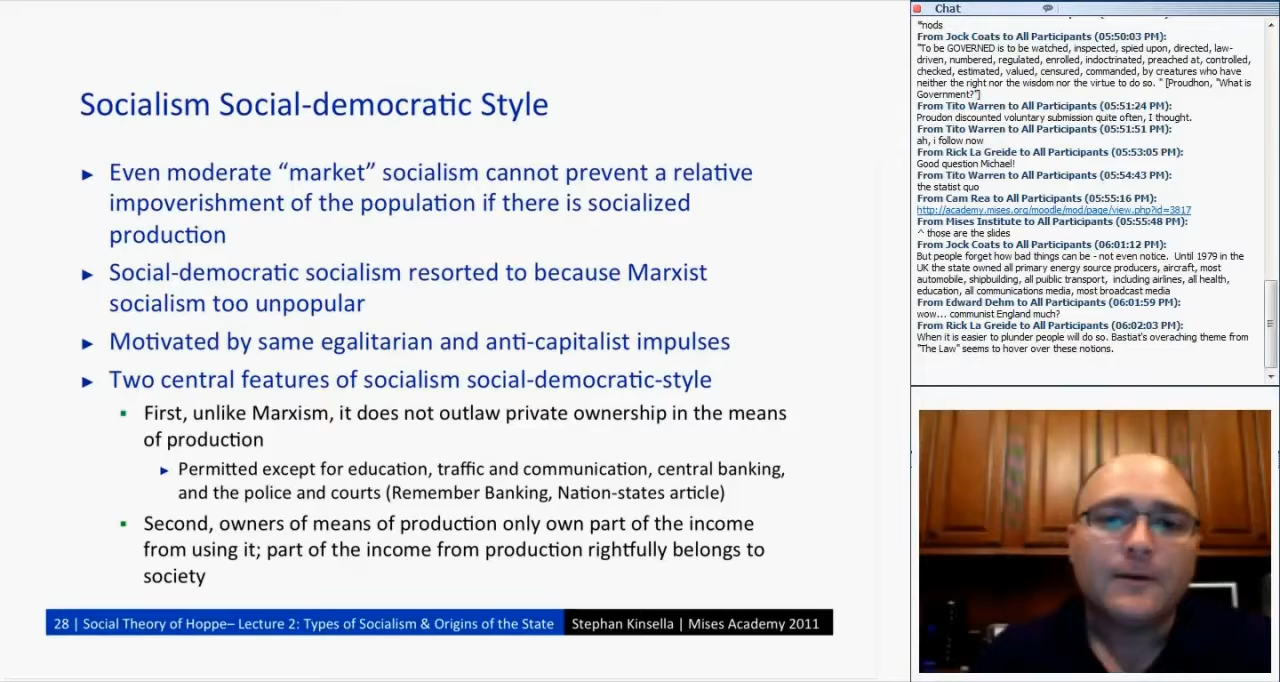 Socialism Social-democratic Style
► Even moderate “market” socialism cannot prevent a relative
impoverishment of the population if there is socialized
production
► Social-democratic socialism resorted to because Marxist
socialism too unpopular
► Motivated by same egalitarian and anti-capitalist impulses
► Two central features of socialism social-democratic-style
▪ First, unlike Marxism, it does not outlaw private ownership in the means
of production
► Permitted except for education, traffic and communication, central banking,
and the police and courts (Remember Banking, Nation-states article)
▪ Second, owners of means of production only own part of the income
from using it; part of the income from production rightfully belongs to
society
28 | Social Theory of Hoppe– Lecture 2: Types of Socialism & Origins of the State
Stephan Kinsella | Mises Academy 2011
Chat
*nods
From Jock Coats to All Participants (05:50:03 PM):
"To be GOVERNED is to be watched, inspected, spied upon, directed, law-
driven, numbered, regulated, enrolled, indoctrinated, preached at, controlled,
checked, estimated, valued, censured, commanded, by creatures who have
neither the right nor the wisdom nor the virtue to do so. " [Proudhon, "What is
Government?"]
From Tito Warren to All Participants (05:51:24 PM):
Proudon discounted voluntary submission quite often, I thought.
From Tito Warren to All Participants (05:51:51 PM):
ah, i follow now
From Rick La Greide to All Participants (05:53:05 PM):
Good question Michael!
From Tito Warren to All Participants (05:54:43 PM):
the statist quo
From Cam Rea to All Participants (05:55:16 PM):
http://academy.mises.org/moodle/mod/page/view.php?id=3817
From Mises Institute to All Participants (05:55:48 PM):
^ those are the slides
From Jock Coats to All Participants (06:01:12 PM):
But people forget how bad things can be - not even notice. Until 1979 in the
UK the state owned all primary energy source producers, aircraft, most
automobile, shipbuilding, all public transport, including airlines, all health,
education, all communications media, most broadcast media
From Edward Dehm to All Participants (06:01:59 PM):
wow... communist England much?
From Rick La Greide to All Participants (06:02:03 PM):
When it is easier to plunder people will do so. Bastiat's overaching theme from
"The Law" seems to hover over these notions.